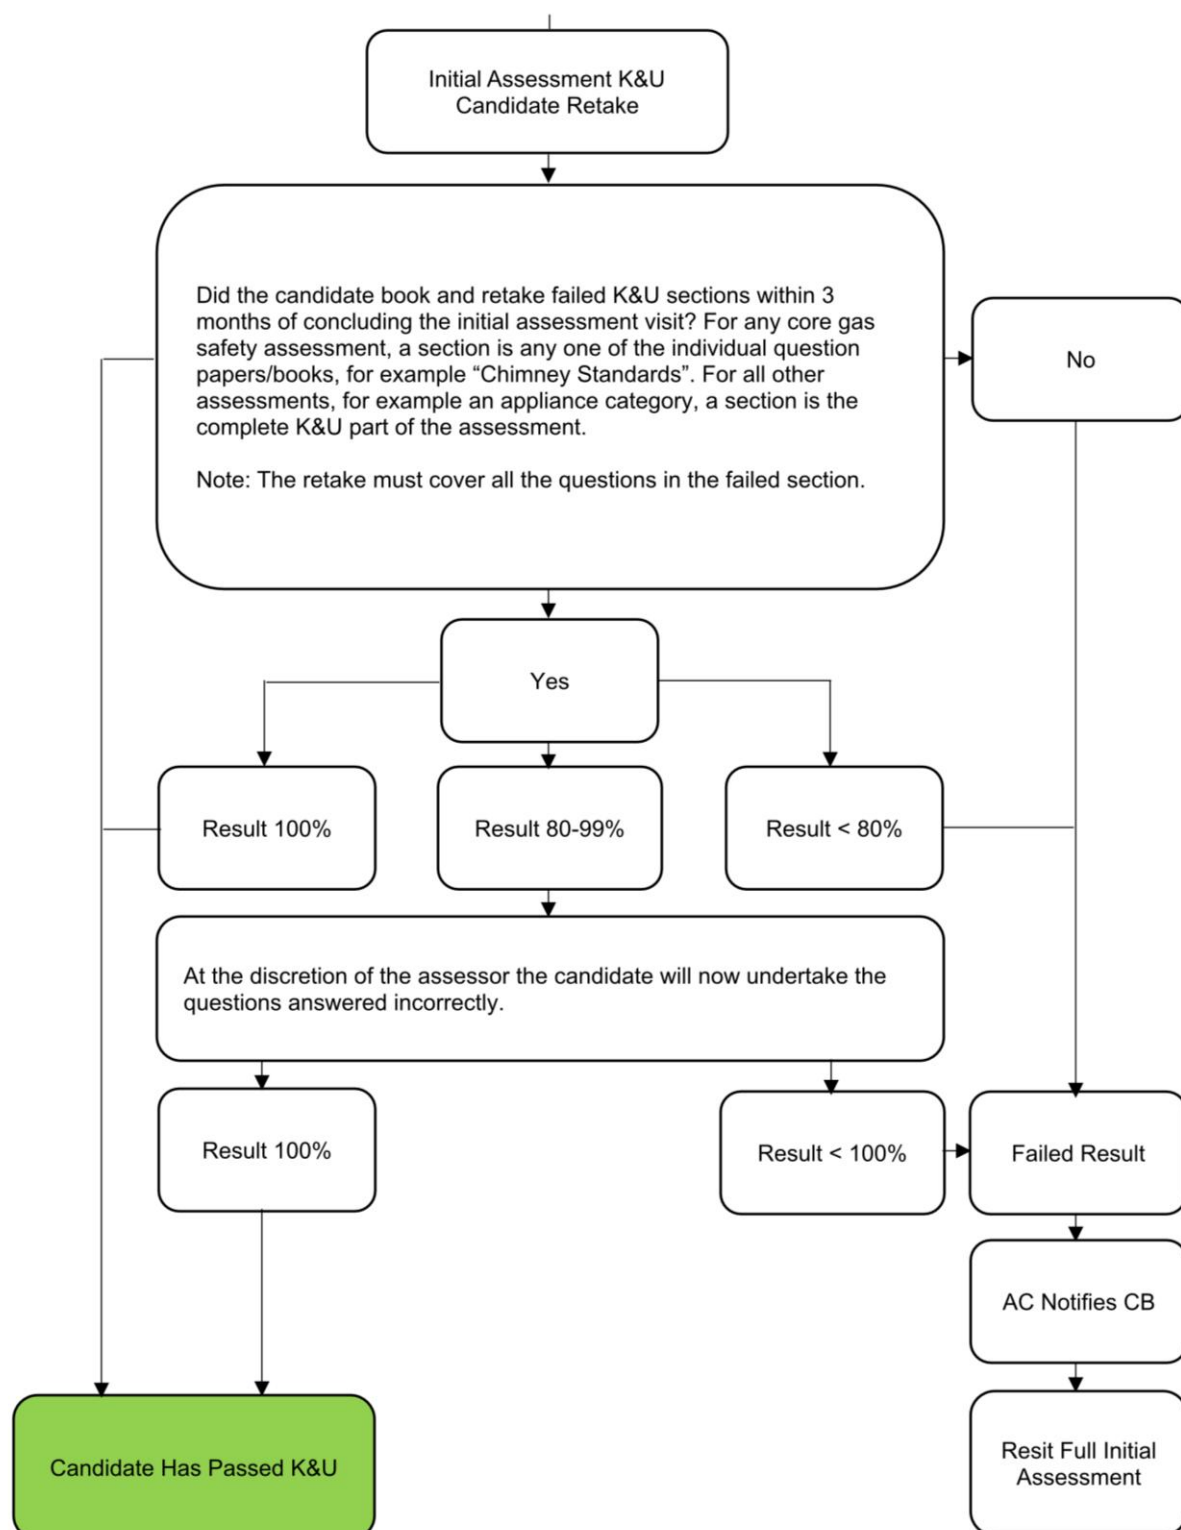 Initial Assessment K&U
Candidate Retake
Did the candidate book and retake failed K&U sections within 3
months of concluding the initial assessment visit? For any core gas
safety assessment, a section is any one of the individual question
papers/books, for example “Chimney Standards”. For all other
assessments, for example an appliance category, a section is the
complete K&U part of the assessment.
Note: The retake must cover all the questions in the failed section.
No
Yes
Result 100%
Result 80-99%
Result < 80%
At the discretion of the assessor the candidate will now undertake the
questions answered incorrectly.
Result 100%
Result < 100%
Failed Result
AC Notifies CB
Candidate Has Passed K&U
Resit Full Initial
Assessment